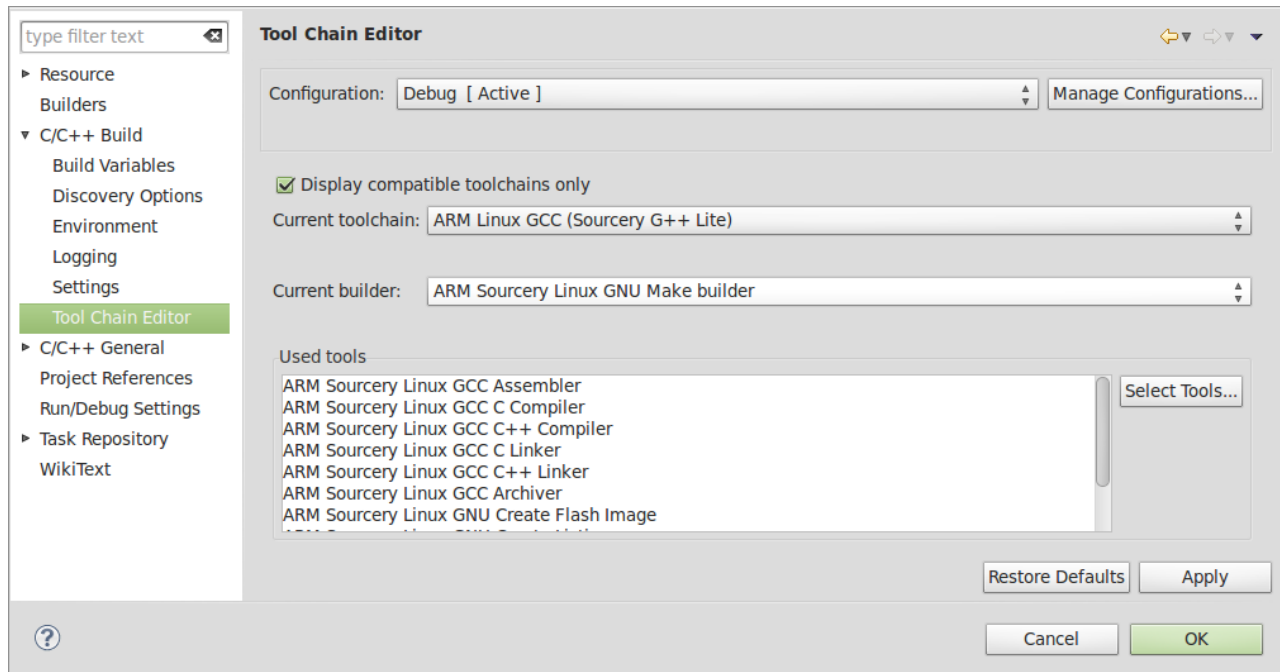 type filter text
Resource
Builders
C/C++ Build
Build Variables
Discovery Options
Environment
Logging
Settings
Tool Chain Editor
C/C++ General
Project References
Run/Debug Settings
Task Repository
WikiText
Tool Chain Editor
Configuration: Debug [ Active ] Manage Configurations...
Display compatible toolchains only
Current toolchain: ARM Linux GCC (Sourcery G++ Lite)
Current builder: ARM Sourcery Linux GNU Make builder
Used tools
ARM Sourcery Linux GCC Assembler
ARM Sourcery Linux GCC C Compiler
ARM Sourcery Linux GCC C++ Compiler
ARM Sourcery Linux GCC C Linker
ARM Sourcery Linux GCC C++ Linker
ARM Sourcery Linux GCC Archiver
ARM Sourcery Linux GNU Create Flash Image
Select Tools...
Restore Defaults Apply
Cancel OK